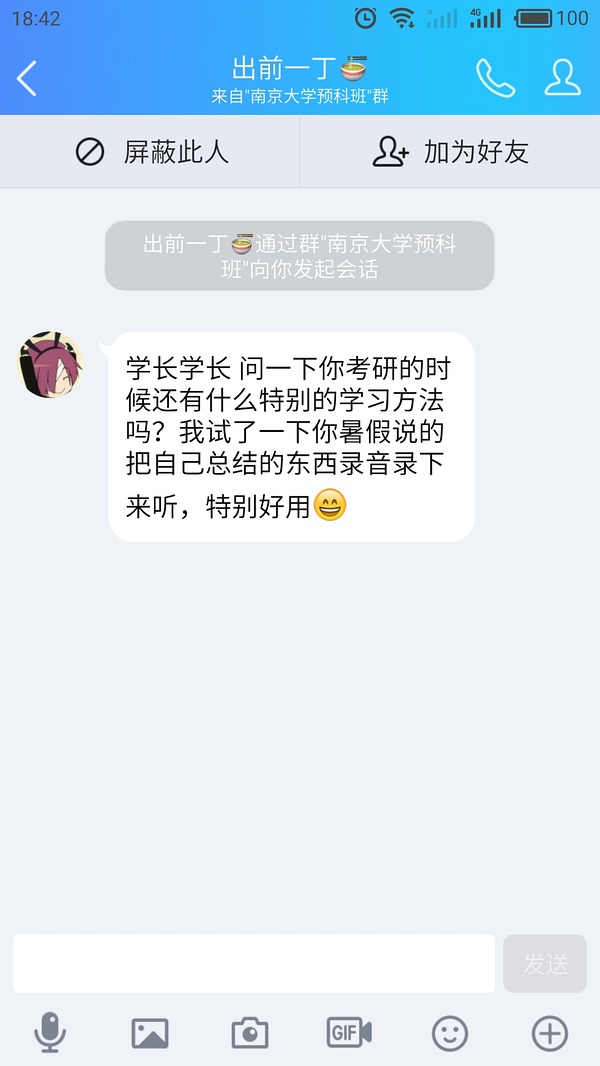 18:42
4G
100
出前一丁🍜
来自"南京大学预科班"群
屏蔽此人
加为好友
出前一丁🍜通过群"南京大学预科
班"向你发起会话
学长学长 问一下你考研的时
候还有什么特别的学习方法
吗？我试了一下你暑假说的
把自己总结的东西录音录下
来听，特别好用😄
发送
GIF